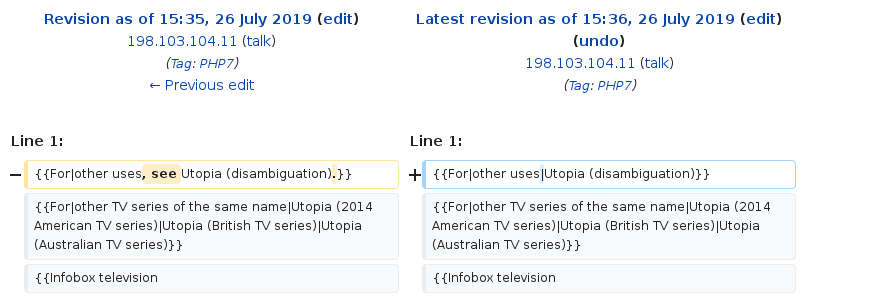 Revision as of 15:35, 26 July 2019 (edit)
198.103.104.11 (talk)
(Tag: PHP7)
← Previous edit
Latest revision as of 15:36, 26 July 2019 (edit)
(undo)
198.103.104.11 (talk)
(Tag: PHP7)
Line 1:
Line 1:
− {{For|other uses, see Utopia (disambiguation).}}
+ {{For|other uses|Utopia (disambiguation)}}
{{For|other TV series of the same name|Utopia (2014
American TV series)|Utopia (British TV series)|Utopia
(Australian TV series)}}
{{For|other TV series of the same name|Utopia (2014
American TV series)|Utopia (British TV series)|Utopia
(Australian TV series)}}
{{Infobox television
{{Infobox television